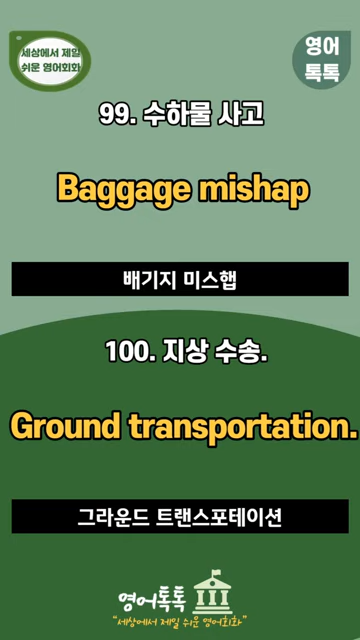 세상에서 제일
쉬운 영어회화
영어
톡톡
99. 수하물 사고
Baggage mishap
배기지 미스햅
100. 지상 수송.
Ground transportation.
그라운드 트랜스포테이션
영어톡톡
"세상에서 제일 쉬운 영어회화"